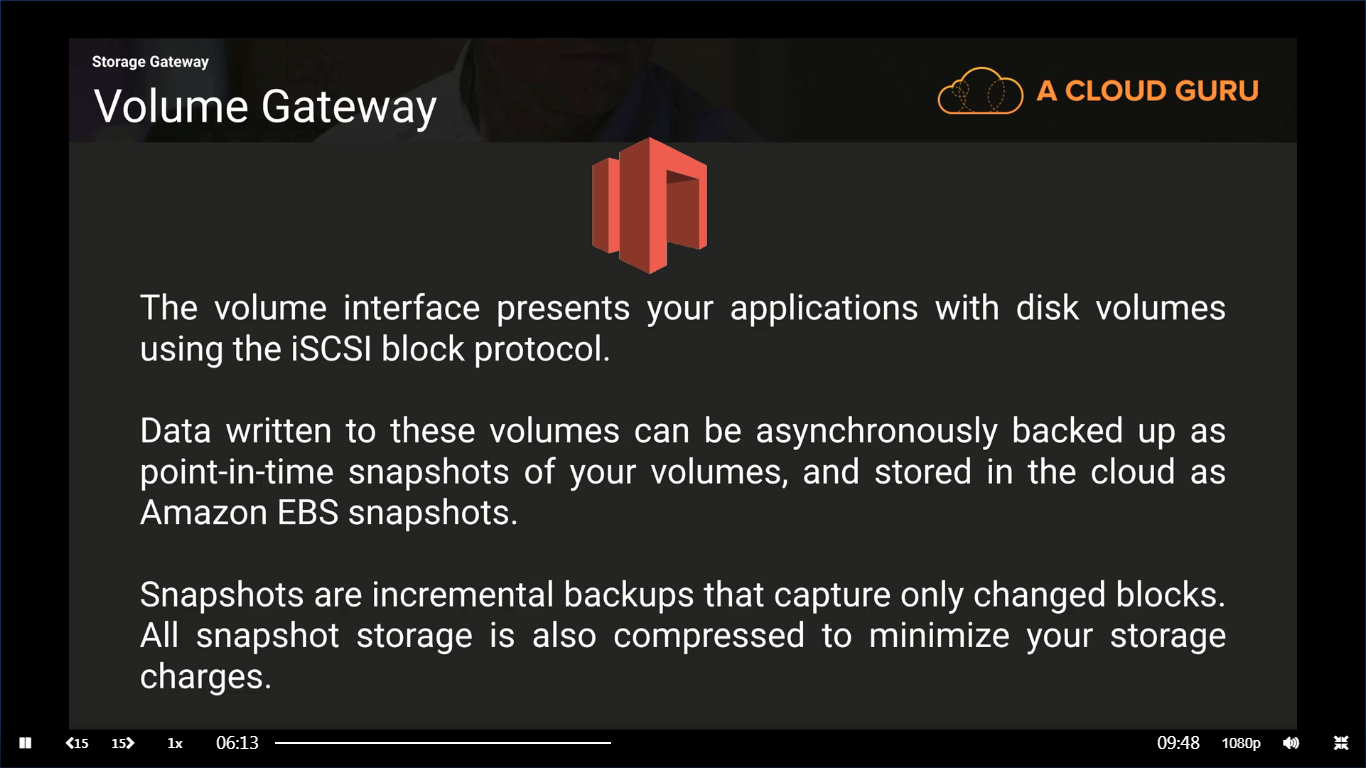 Storage Gateway
Volume Gateway
A CLOUD GURU
The volume interface presents your applications with disk volumes
using the iSCSI block protocol.
Data written to these volumes can be asynchronously backed up as
point-in-time snapshots of your volumes, and stored in the cloud as
Amazon EBS snapshots.
Snapshots are incremental backups that capture only changed blocks.
All snapshot storage is also compressed to minimize your storage
charges.
15 15 1x 06:13 09:48 1080p